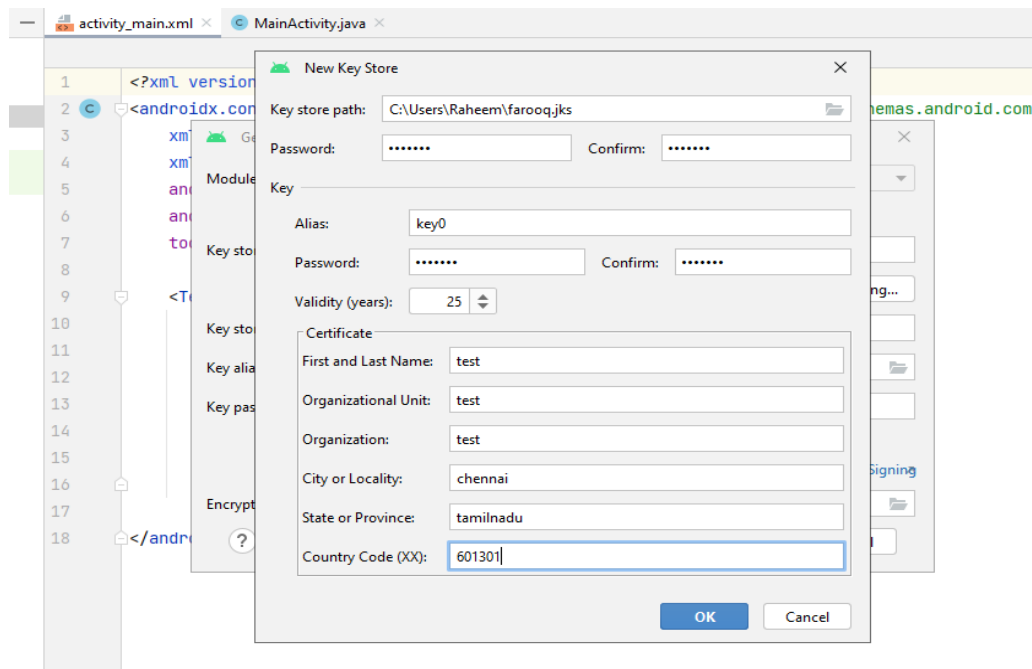 activity_main.xml MainActivity.java
New Key Store
1 <?xml version
2 <androidx.con Key store path: C:\Users\Raheem\farooq.jks hemas.android.com
3 xml Ge
Password: ••••••• Confirm: •••••••
4 xml
Module
5 and Key
6 and Alias: key0
7 too Key sto
8 Password: ••••••• Confirm: •••••••
9 <Te Validity (years): 25 ng...
10 Key sto Certificate
11 First and Last Name: test
12 Key alia
13 Key pas Organizational Unit: test
14 Organization: test
15 Signing
16 City or Locality: chennai
17 Encrypt State or Province: tamilnadu
18 </andro ?
Country Code (XX): 601301
OK Cancel